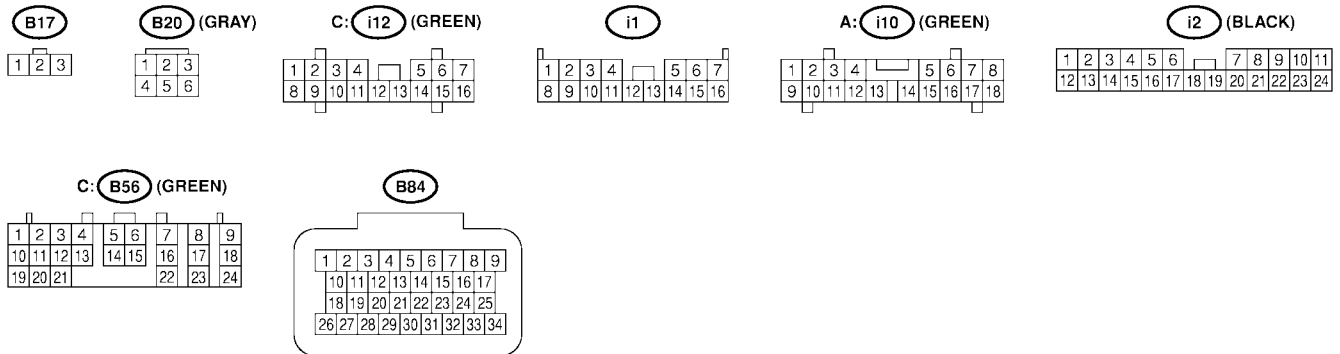 B17
B20 (GRAY)
C: i12 (GREEN)
i1
A: i10 (GREEN)
i2 (BLACK)
1 2 3
1 2 3
4 5 6
1 2 3 4 5 6 7
8 9 10 11 12 13 14 15 16
1 2 3 4 5 6 7
8 9 10 11 12 13 14 15 16
1 2 3 4 5 6 7 8
9 10 11 12 13 14 15 16 17 18
1 2 3 4 5 6 7 8 9 10 11
12 13 14 15 16 17 18 19 20 21 22 23 24
C: B56 (GREEN)
B84
1 2 3 4 5 6 7 8 9
10 11 12 13 14 15 16 17 18
19 20 21 22 23 24
1 2 3 4 5 6 7 8 9
10 11 12 13 14 15 16 17
18 19 20 21 22 23 24 25
26 27 28 29 30 31 32 33 34